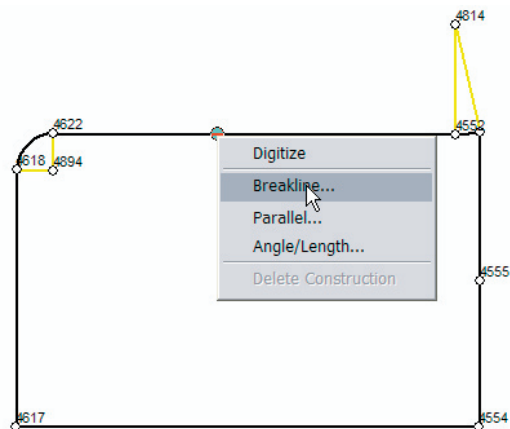 4814
4622
4552
4618
4894
Digitize
Breakline...
Parallel...
Angle/Length...
4555
Delete Construction
4617
4554